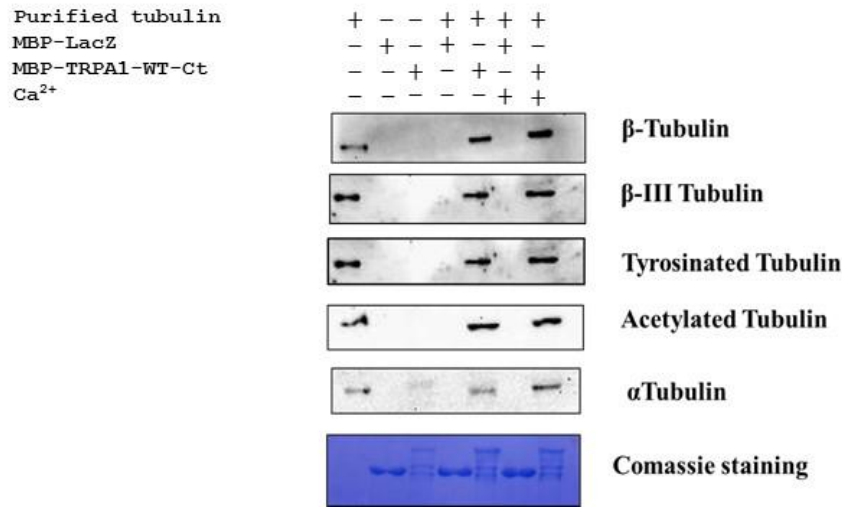 Purified tubulin + – – + + + +
MBP-LacZ – + – + – + –
MBP-TRPA1-WT-Ct – – + – + – +
Ca²⁺ – – – – – + +
β-Tubulin
β-III Tubulin
Tyrosinated Tubulin
Acetylated Tubulin
αTubulin
Comassie staining